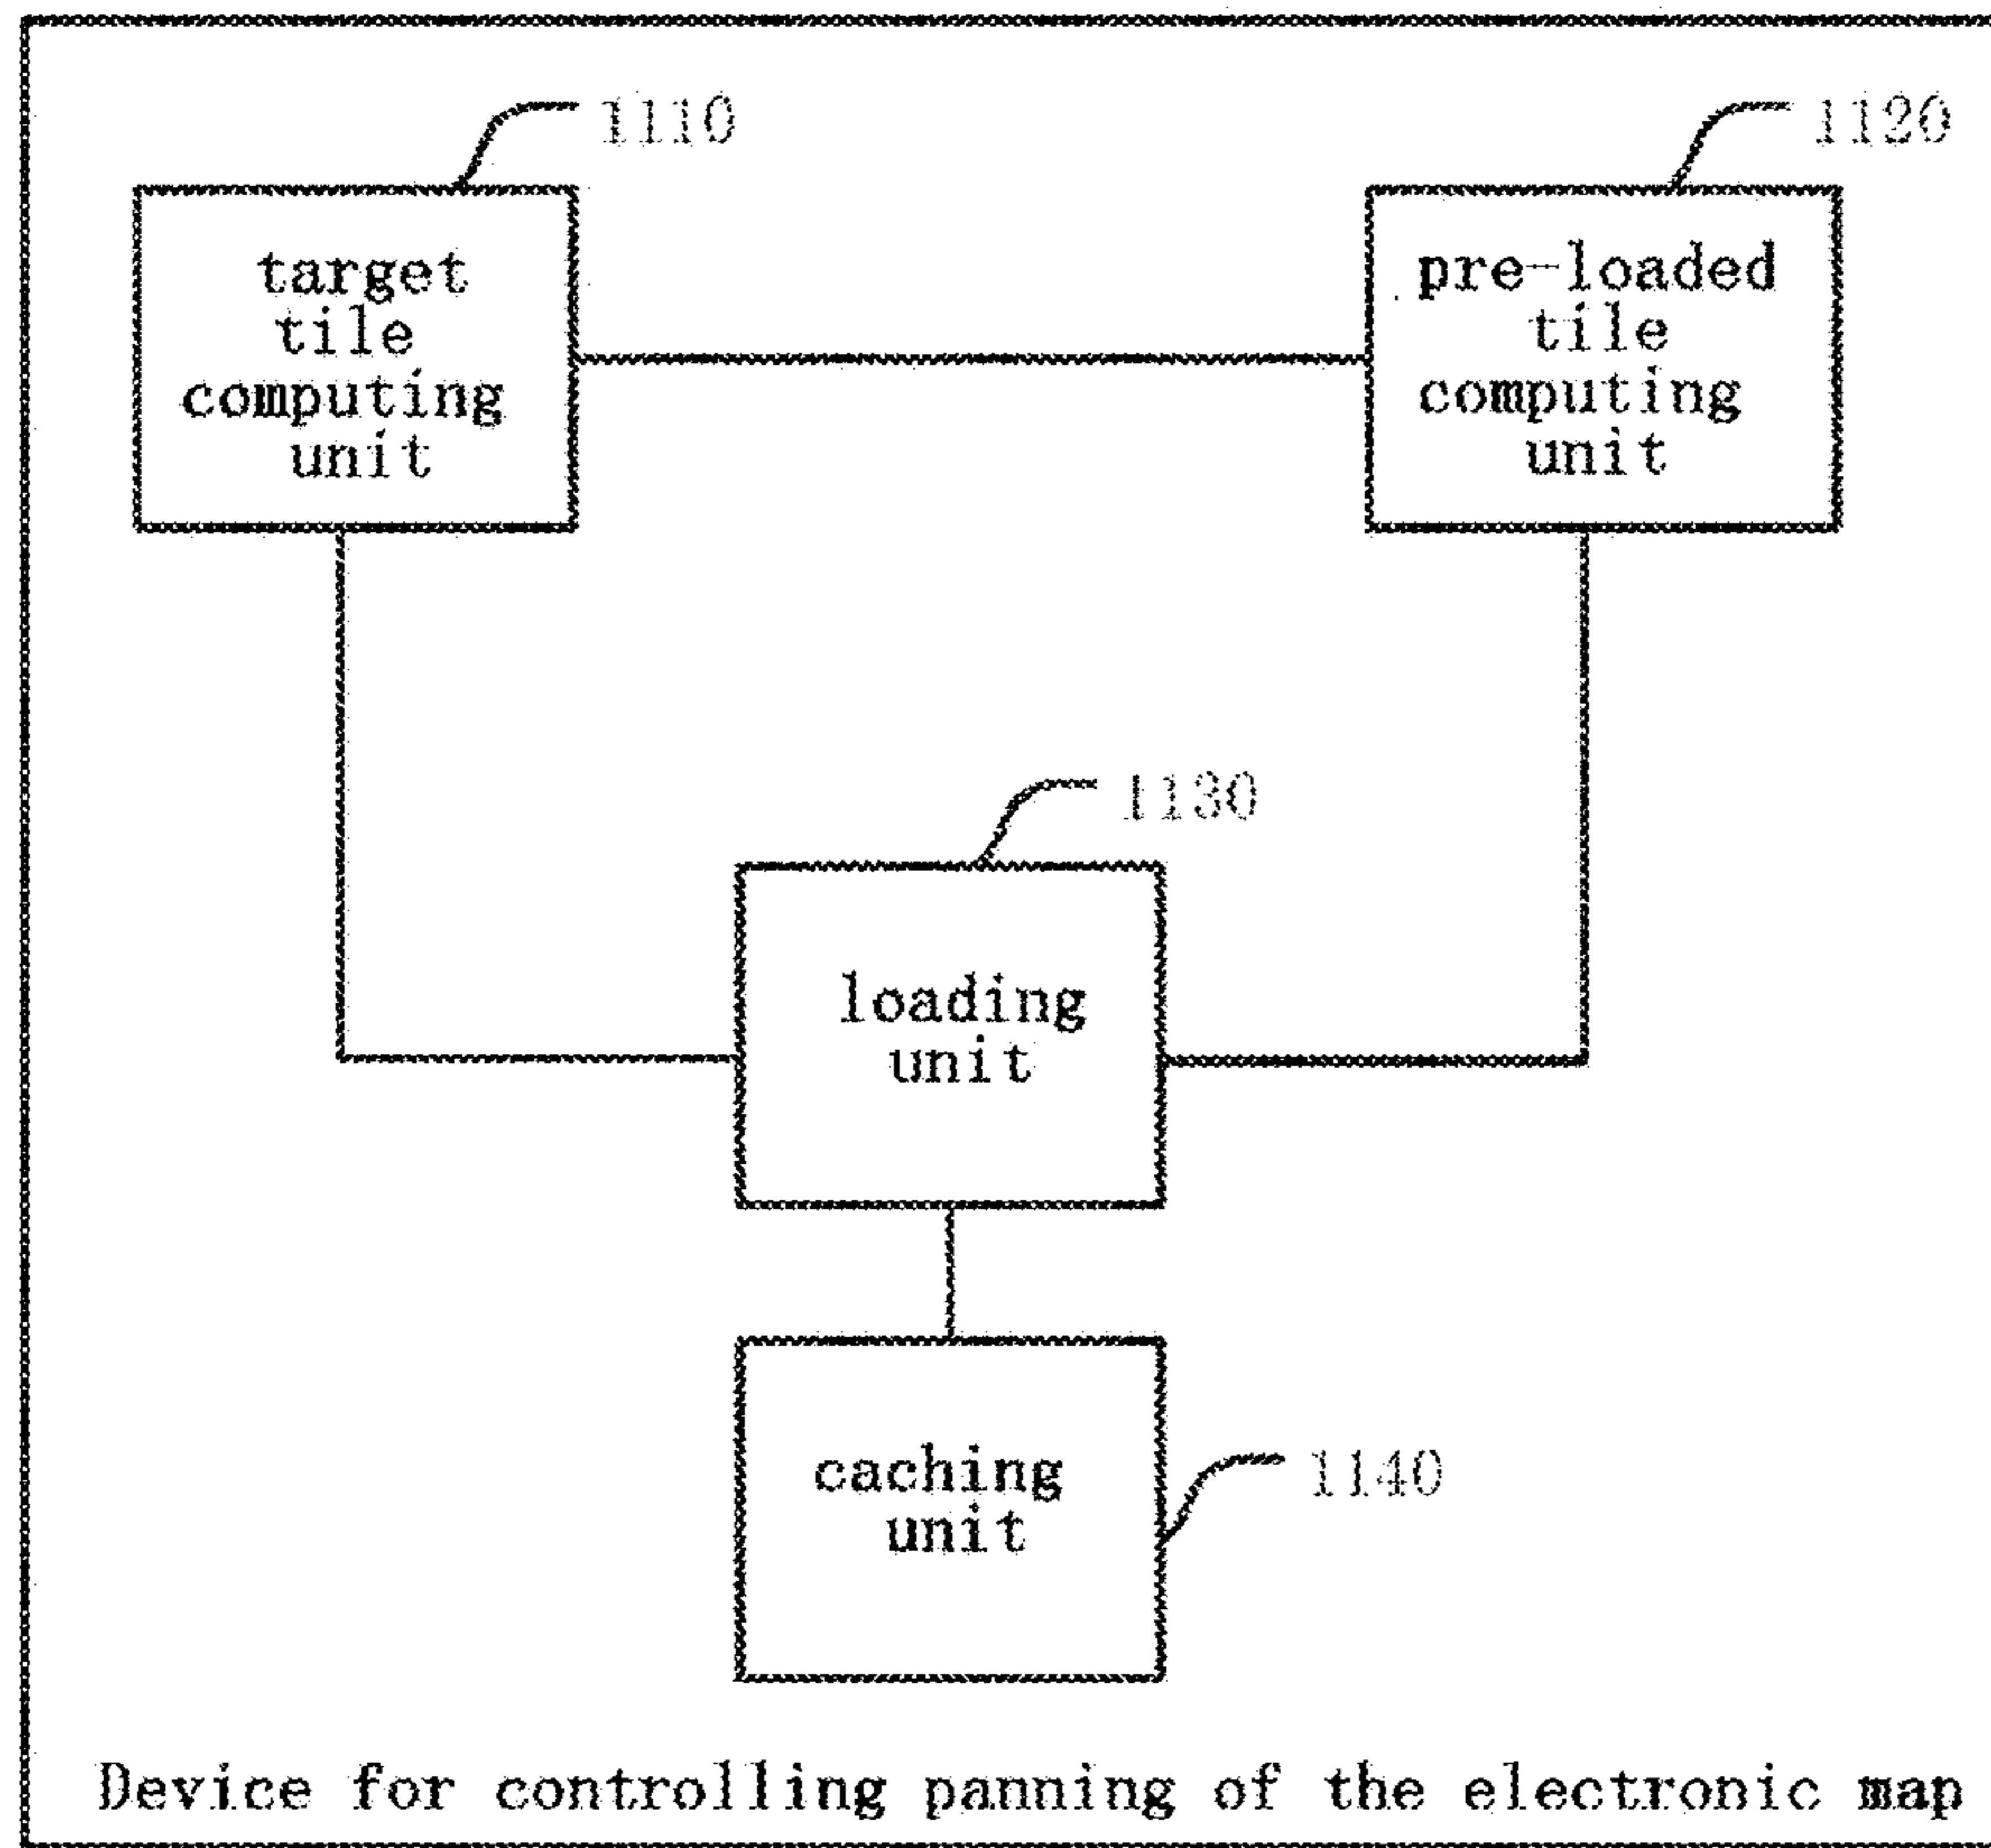 1110
1120
target
tile
computing
unit
pre-loaded
tile
computing
unit
1130
loading
unit
caching
unit
1140
Device for controlling panning of the electronic map